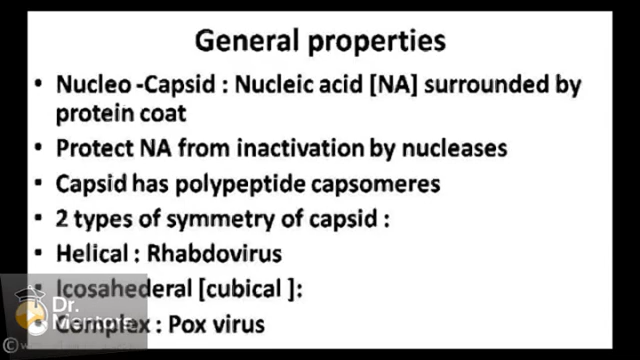 General properties
• Nucleo -Capsid : Nucleic acid [NA] surrounded by
protein coat
• Protect NA from inactivation by nucleases
• Capsid has polypeptide capsomeres
• 2 types of symmetry of capsid :
• Helical : Rhabdovirus
• Icosahederal [cubical ]:
• Complex : Pox virus
Dr.
Mentors